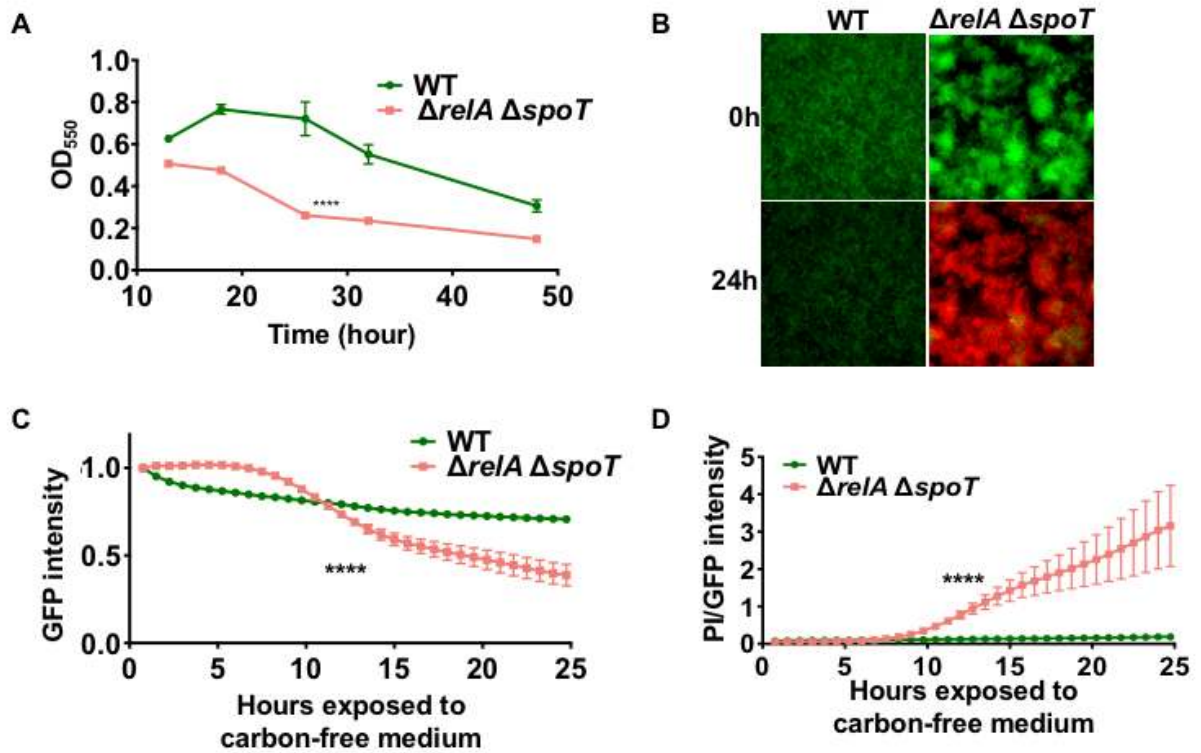 A
1.0
0.8
0.6
0.4
0.2
0.0
OD550
10 20 30 40 50
Time (hour)
WT
ΔrelA ΔspoT
****
B
WT ΔrelA ΔspoT
0h
24h
C
1.0
0.5
0.0
GFP intensity
0 5 10 15 20 25
Hours exposed to
carbon-free medium
WT
ΔrelA ΔspoT
****
D
5
4
3
2
1
0
PI/GFP intensity
0 5 10 15 20 25
Hours exposed to
carbon-free medium
WT
ΔrelA ΔspoT
****